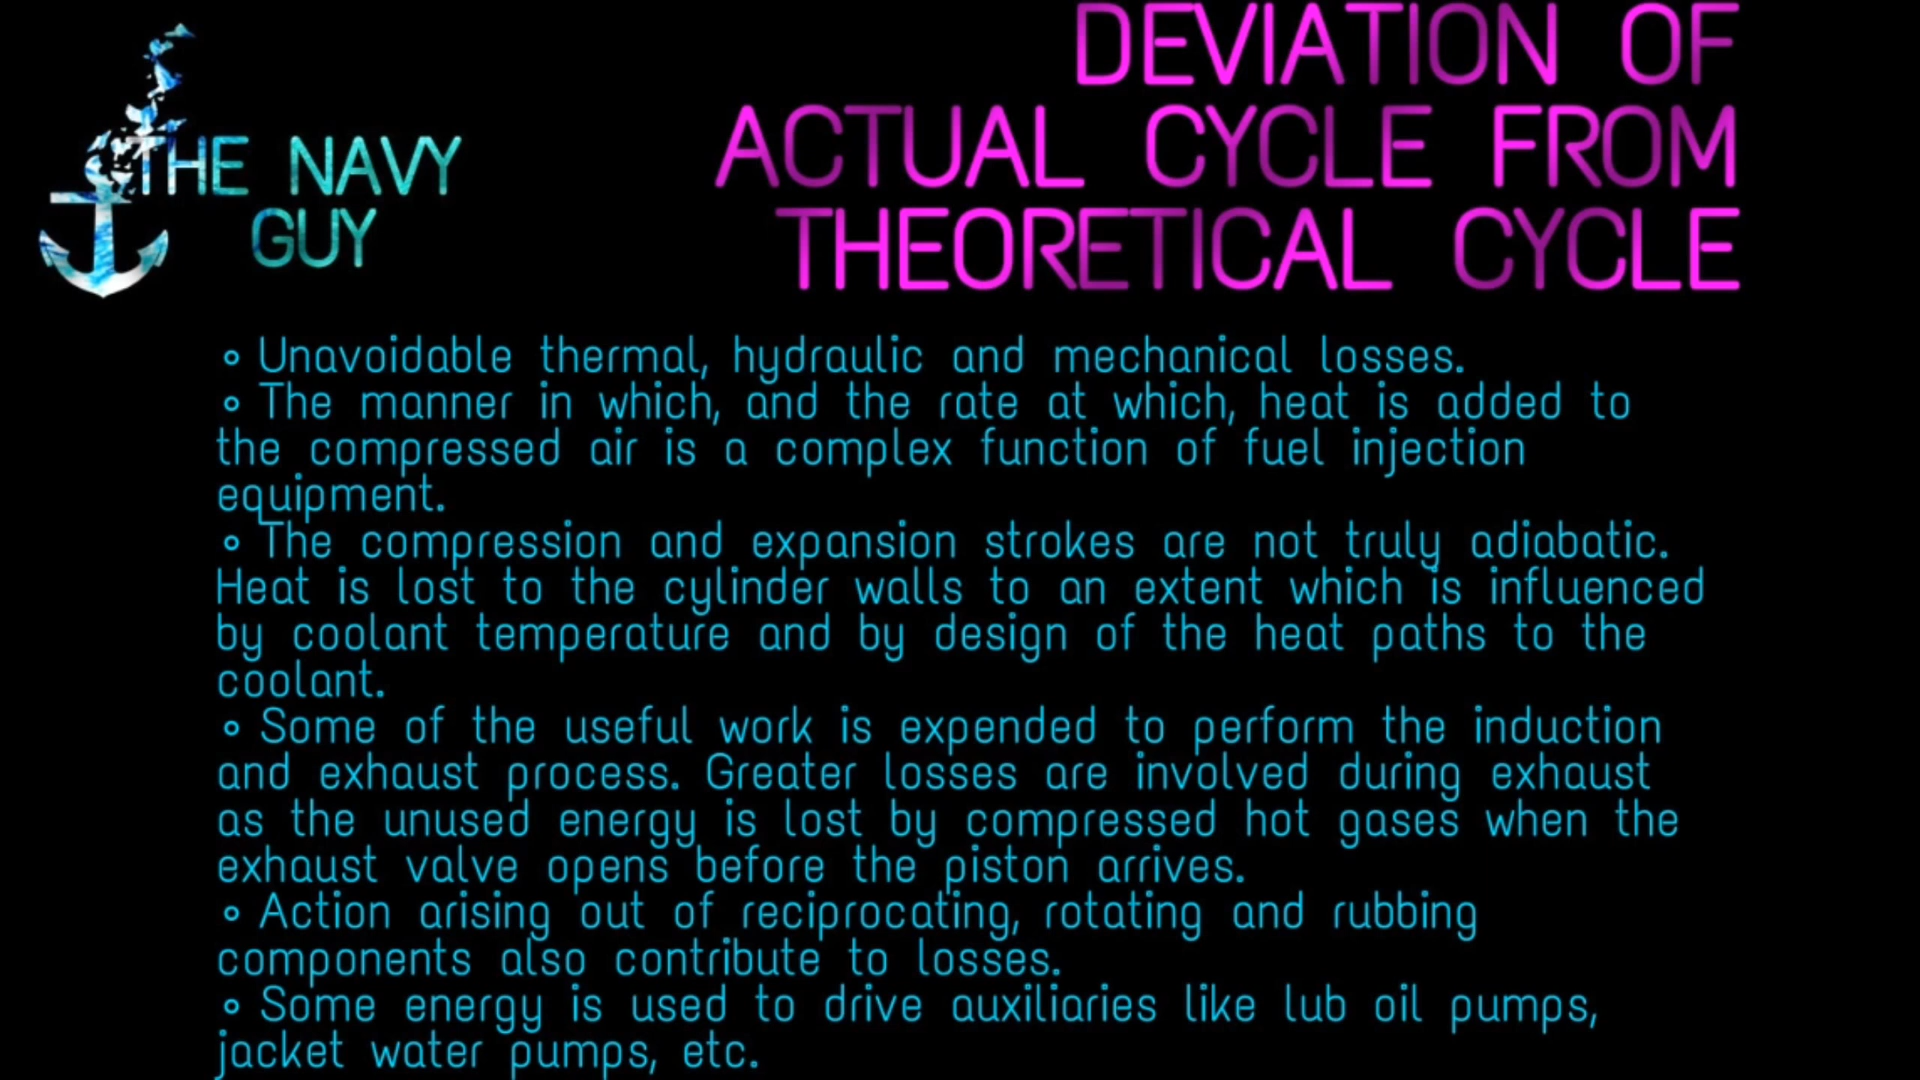 THE NAVY
GUY
DEVIATION OF
ACTUAL CYCLE FROM
THEORETICAL CYCLE
∘ Unavoidable thermal, hydraulic and mechanical losses.
∘ The manner in which, and the rate at which, heat is added to
the compressed air is a complex function of fuel injection
equipment.
∘ The compression and expansion strokes are not truly adiabatic.
Heat is lost to the cylinder walls to an extent which is influenced
by coolant temperature and by design of the heat paths to the
coolant.
∘ Some of the useful work is expended to perform the induction
and exhaust process. Greater losses are involved during exhaust
as the unused energy is lost by compressed hot gases when the
exhaust valve opens before the piston arrives.
∘ Action arising out of reciprocating, rotating and rubbing
components also contribute to losses.
∘ Some energy is used to drive auxiliaries like lub oil pumps,
jacket water pumps, etc.